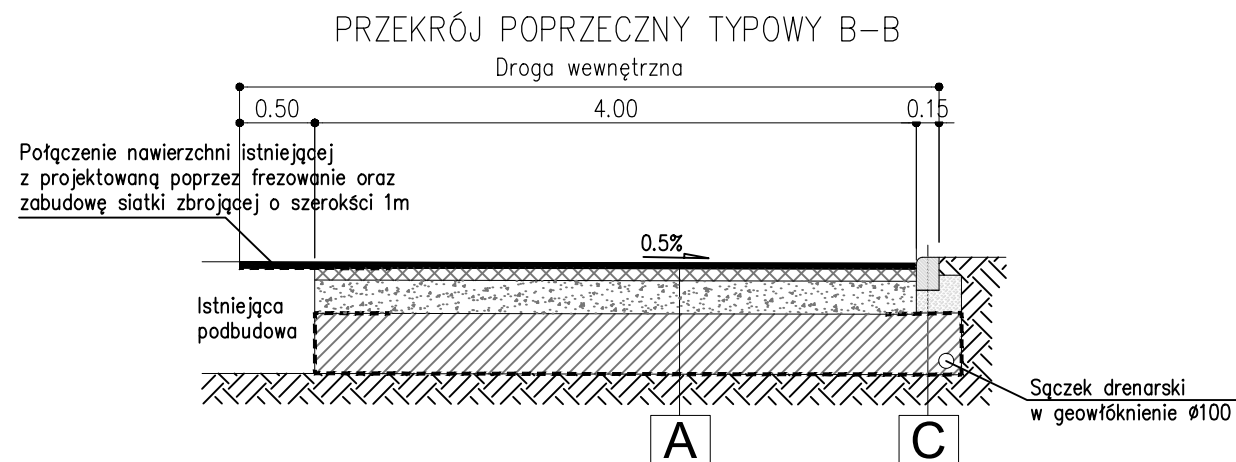 PRZEKRÓJ POPRZECZNY TYPOWY B-B
Droga wewnętrzna
0.50 4.00 0.15
Połączenie nawierzchni istniejącej
z projektowaną poprzez frezowanie oraz
zabudowę siatki zbrojącej o szerokści 1m
0.5%
Istniejąca
podbudowa
Sączek drenarski
w geowłóknienie Ø100
A C